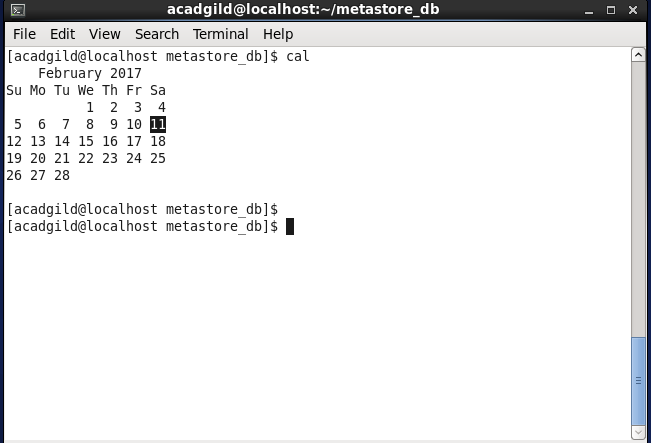 acadgild@localhost:~/metastore_db
File Edit View Search Terminal Help
[acadgild@localhost metastore_db]$ cal
    February 2017
Su Mo Tu We Th Fr Sa
          1  2  3  4
 5  6  7  8  9 10 11
12 13 14 15 16 17 18
19 20 21 22 23 24 25
26 27 28
[acadgild@localhost metastore_db]$
[acadgild@localhost metastore_db]$